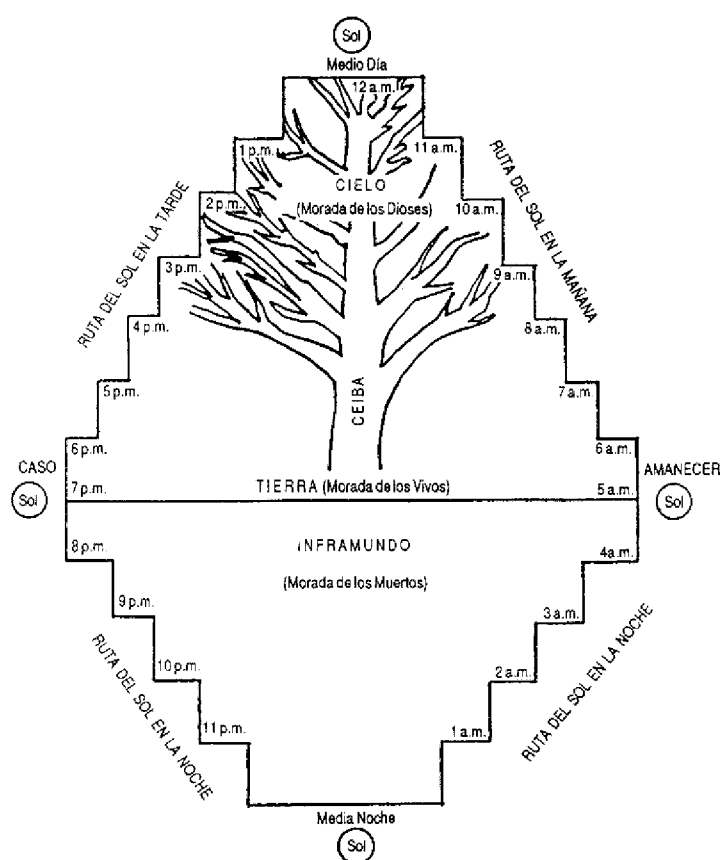 Sol
Medio Día
12 a.m.
1 p.m.
11 a.m.
CIELO
(Morada de los Dioses)
2 p.m.
10 a.m.
RUTA DEL SOL EN LA TARDE
RUTA DEL SOL EN LA MAÑANA
3 p.m.
9 a.m.
4 p.m.
8 a.m.
5 p.m.
7 a.m
CEIBA
6 p.m.
6 a.m.
CASO
AMANECER
Sol
7 p.m.
TIERRA (Morada de los Vivos)
5 a.m.
Sol
8 p.m.
INFRAMUNDO
4 a.m.
(Morada de los Muertos)
9 p.m.
3 a.m.
RUTA DEL SOL EN LA NOCHE
RUTA DEL SOL EN LA NOCHE
10 p.m.
2 a.m.
11 p.m.
1 a.m.
Media Noche
Sol